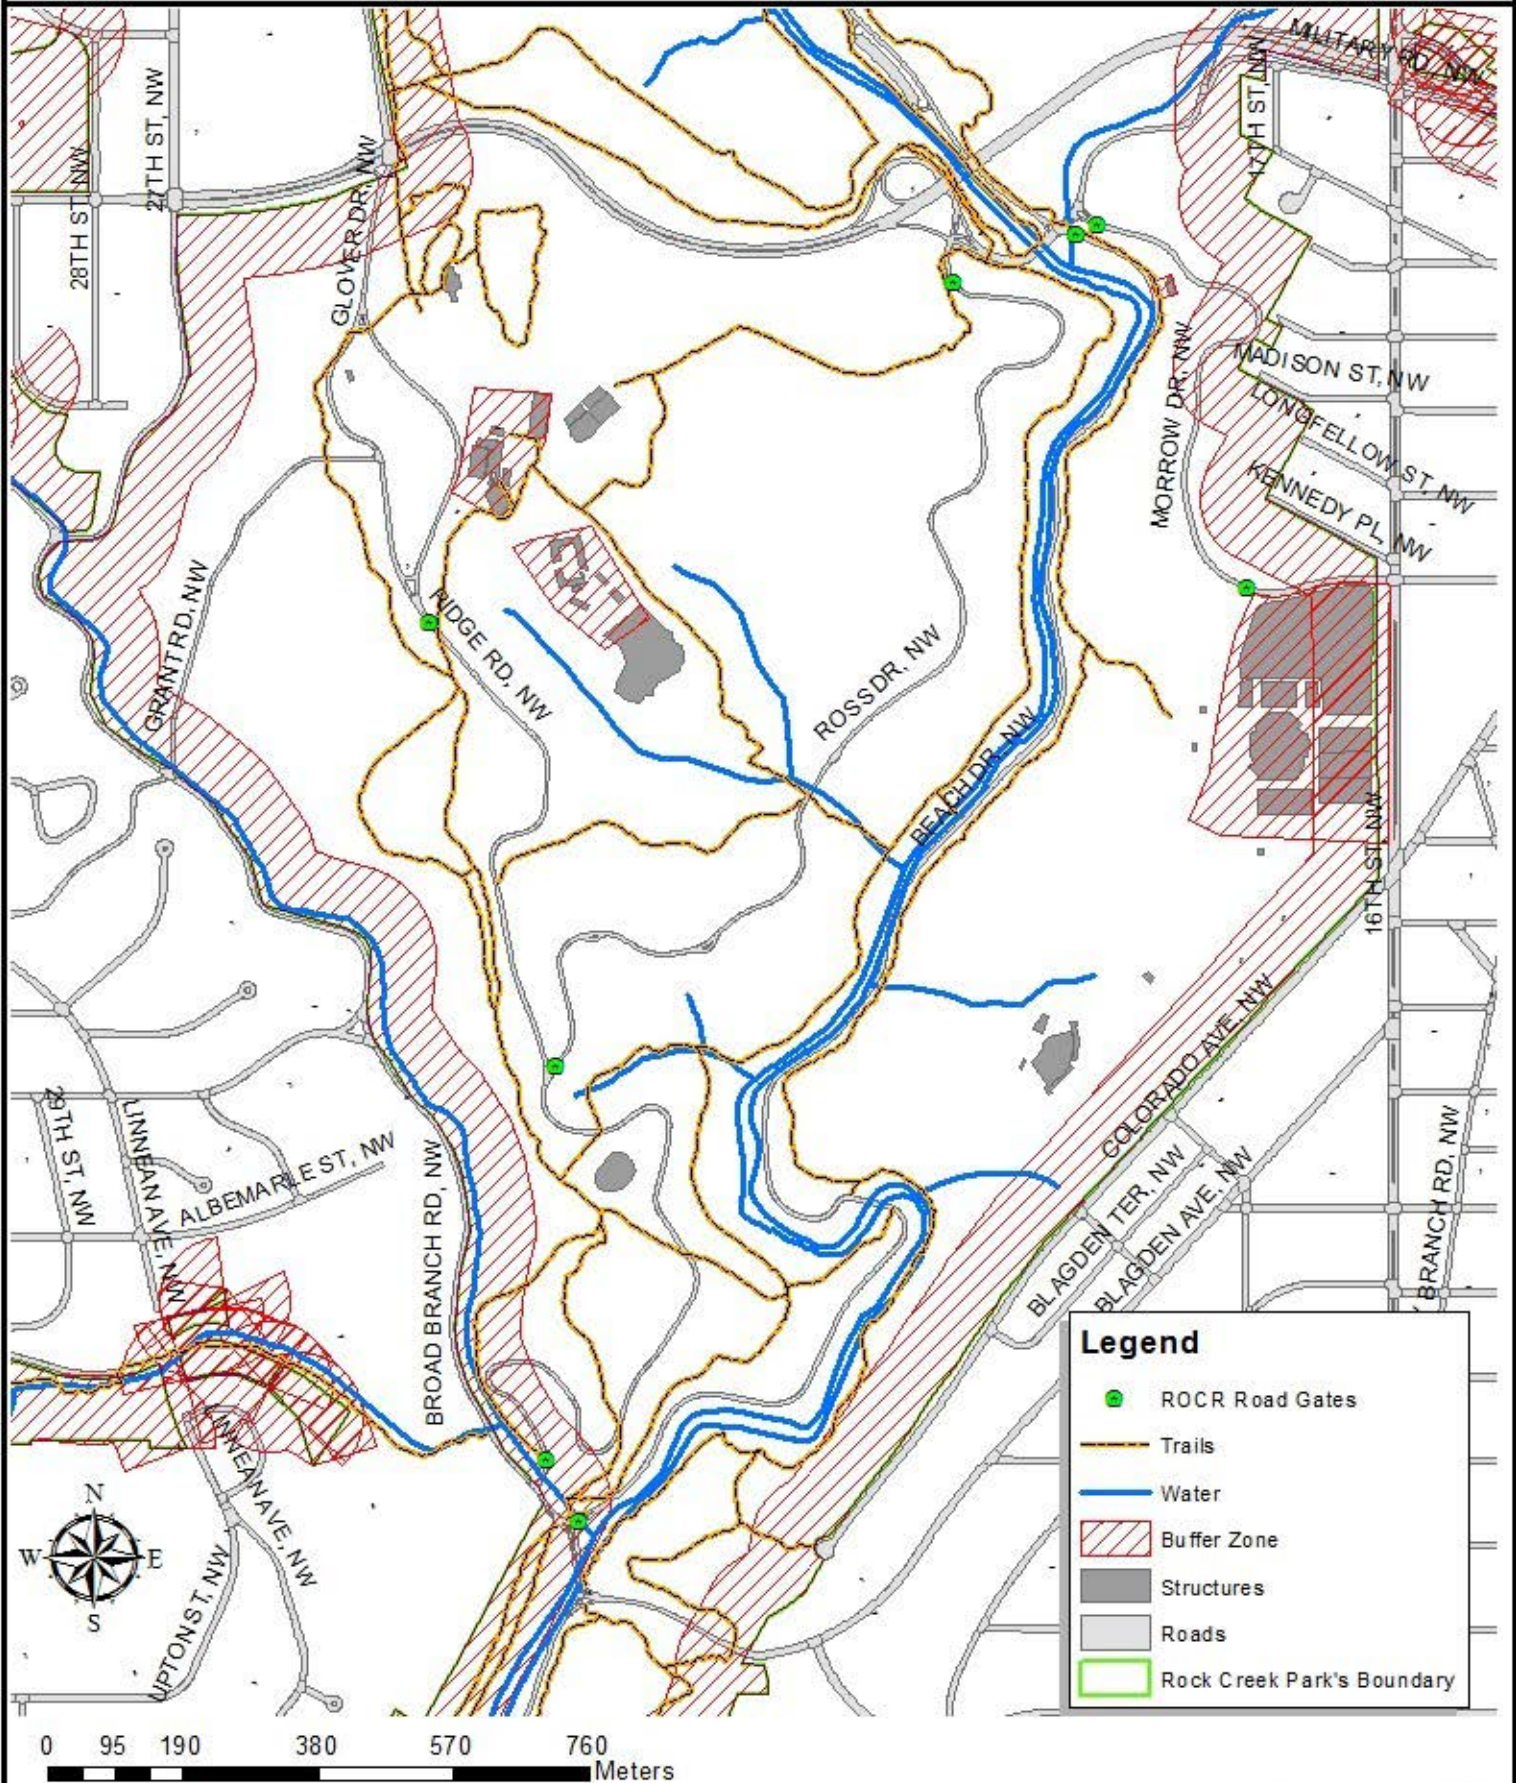 MILITARY RD, NW
17TH ST, NW
27TH ST, NW
28TH ST, NW
GLOVER DR, NW
MADISON ST, NW
LONGFELLOW ST, NW
KENNEDY PL, NW
MORROW DR, NW
GRANT RD, NW
RIDGE RD, NW
ROSS DR, NW
BEACH DR, NW
16TH ST, NW
COLORADO AVE, NW
29TH ST, NW
LINNEAN AVE, NW
ALBEMARLE ST, NW
BROAD BRANCH RD, NW
BLAGDEN TER, NW
BLAGDEN AVE, NW
BRANCH RD, NW
LINNEAN AVE, NW
UPTON ST, NW
N
W E
S
Legend
ROCR Road Gates
Trails
Water
Buffer Zone
Structures
Roads
Rock Creek Park's Boundary
0 95 190 380 570 760
Meters